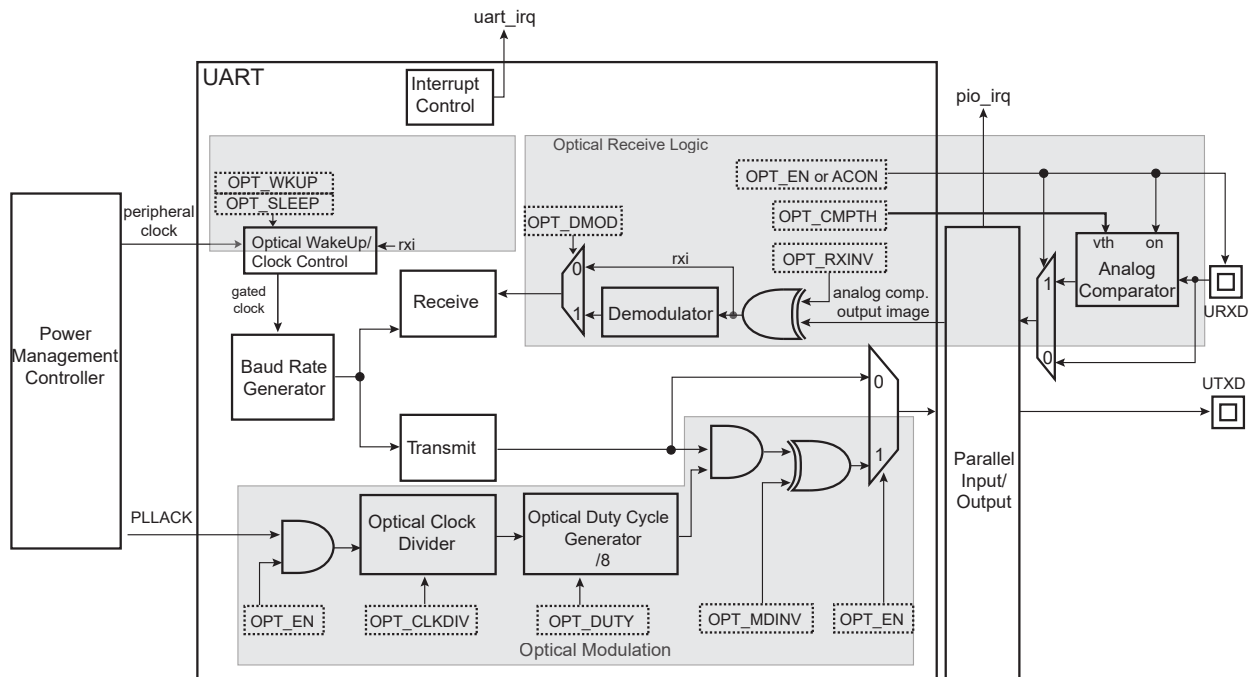 uart_irq
UART
Interrupt
Control
pio_irq
Optical Receive Logic
OPT_WKUP
OPT_SLEEP
OPT_EN or ACON
OPT_CMPTH
OPT_DMOD
OPT_RXINV
peripheral
clock
Optical WakeUp/
Clock Control
rxi
rxi
0
1
Demodulator
analog comp.
output image
vth
on
Analog
Comparator
1
0
URXD
gated
clock
Receive
Power
Management
Controller
Baud Rate
Generator
Transmit
0
1
UTXD
Parallel
Input/
Output
PLLACK
Optical Clock
Divider
Optical Duty Cycle
Generator
/8
OPT_EN
OPT_CLKDIV
OPT_DUTY
OPT_MDINV
OPT_EN
Optical Modulation